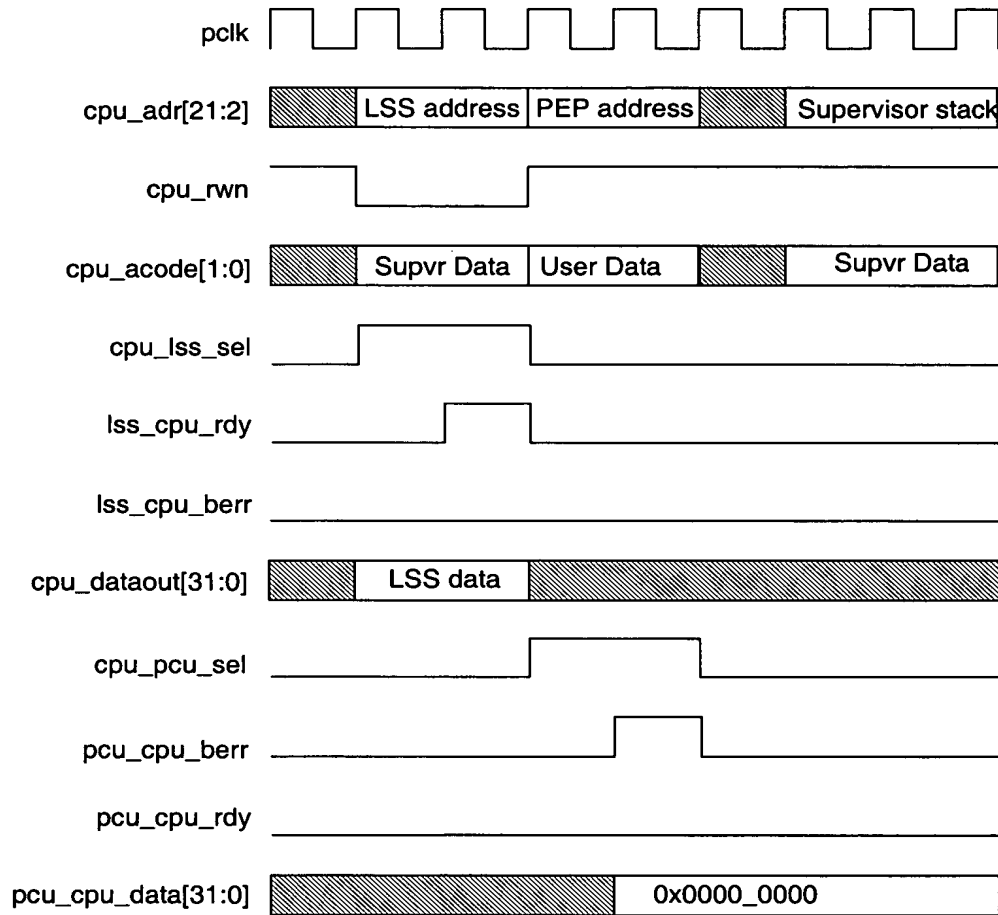 pclk
cpu_adr[21:2] LSS address PEP address Supervisor stack
cpu_rwn
cpu_acode[1:0] Supvr Data User Data Supvr Data
cpu_lss_sel
lss_cpu_rdy
lss_cpu_berr
cpu_dataout[31:0] LSS data
cpu_pcu_sel
pcu_cpu_berr
pcu_cpu_rdy
pcu_cpu_data[31:0] 0x0000_0000